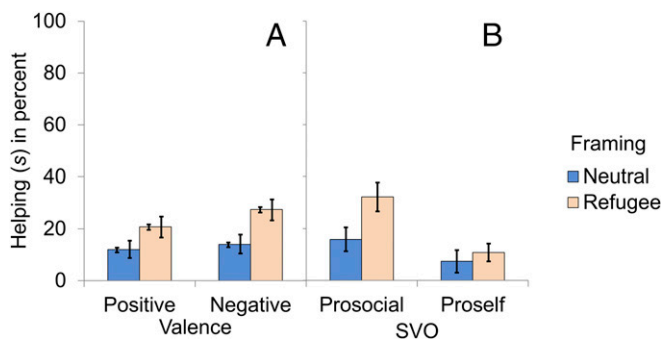 Helping (s) in percent
100
80
60
40
20
0
A
B
Positive
Negative
Prosocial
Proself
Valence
SVO
Framing
Neutral
Refugee